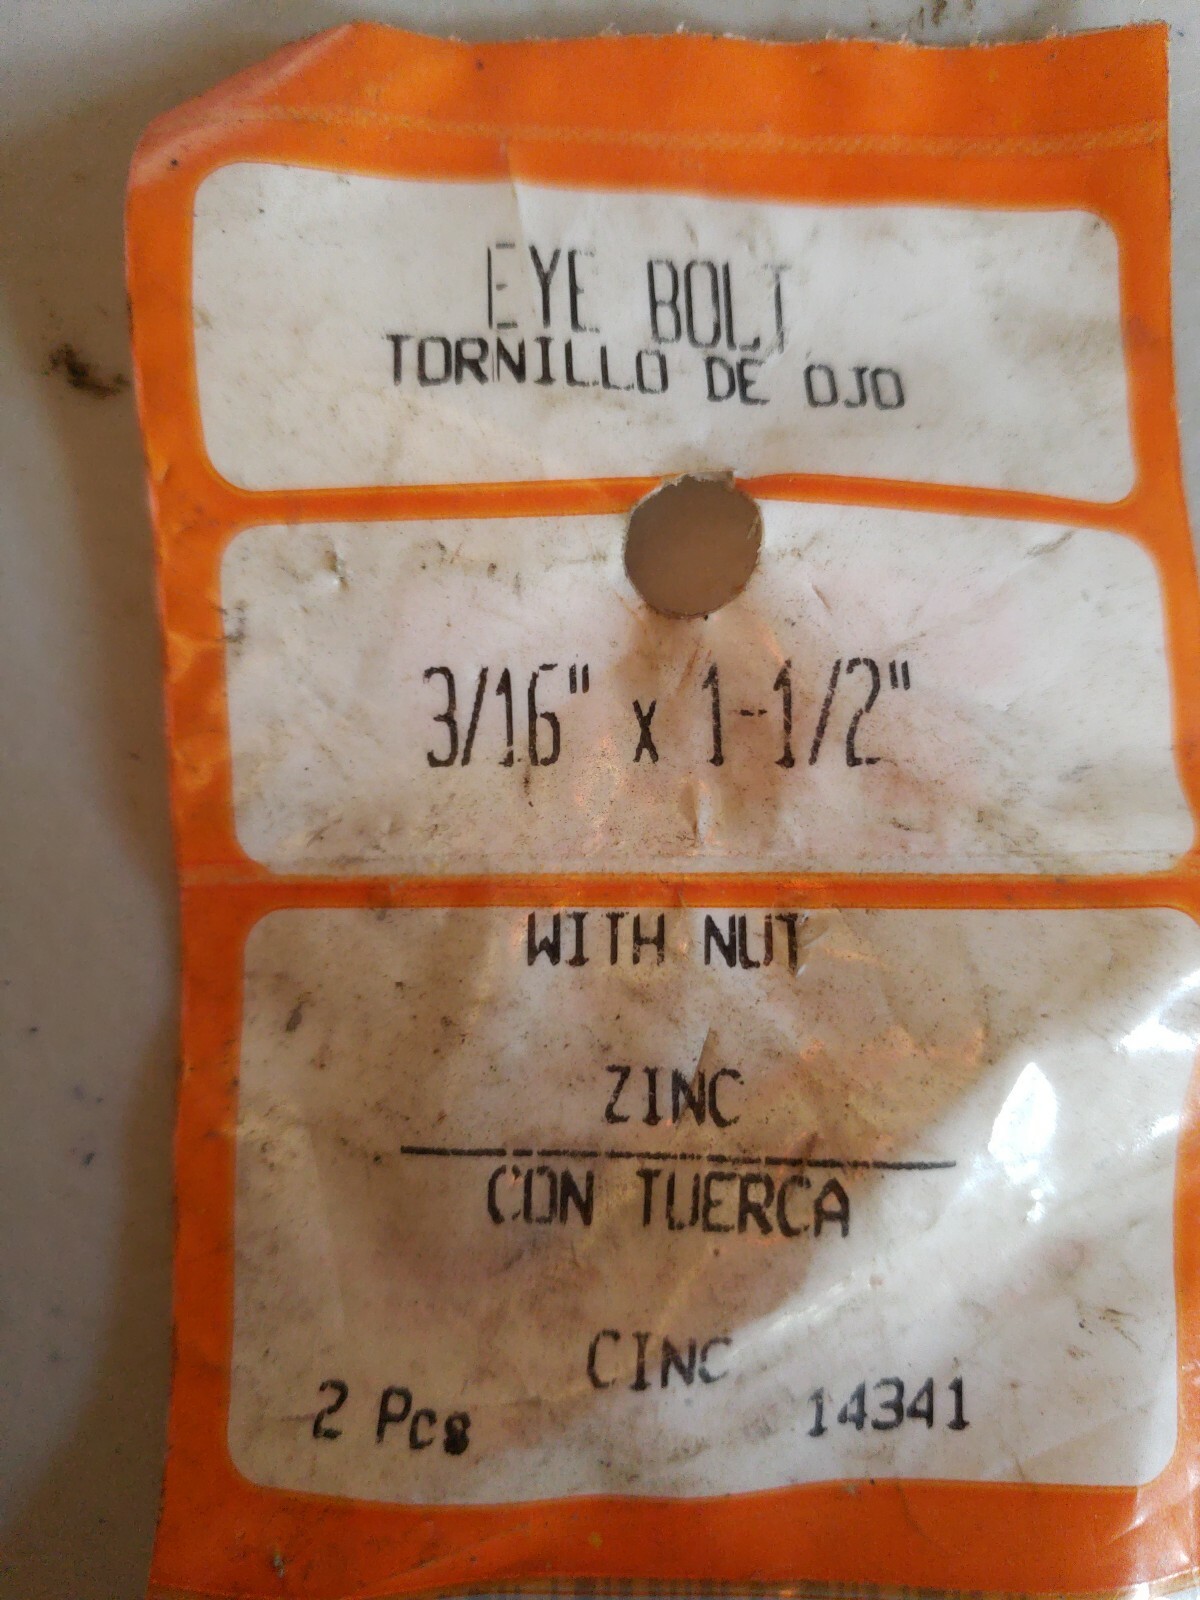 EYE BOLT
TORNILLO DE OJO
3/16" x 1-1/2"
WITH NUT
ZINC
CON TUERCA
CINC
2 Pcs 14341